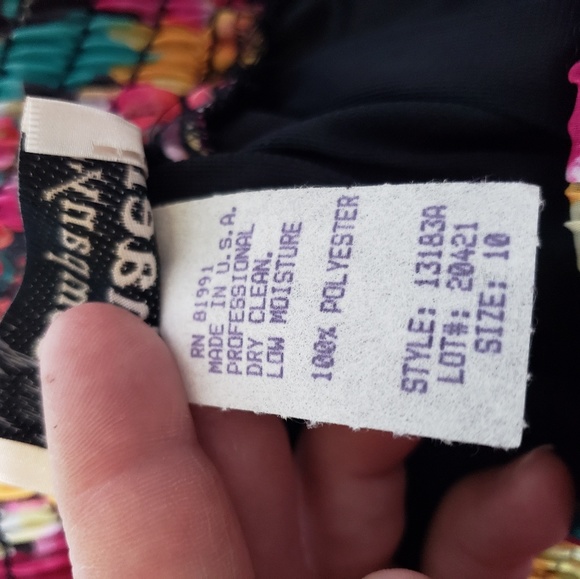 RN 81991
MADE IN U.S.A.
PROFESSIONAL
DRY CLEAN.
LOW MOISTURE
100% POLYESTER
STYLE: 13183A
LOT#: 20421
SIZE: 10